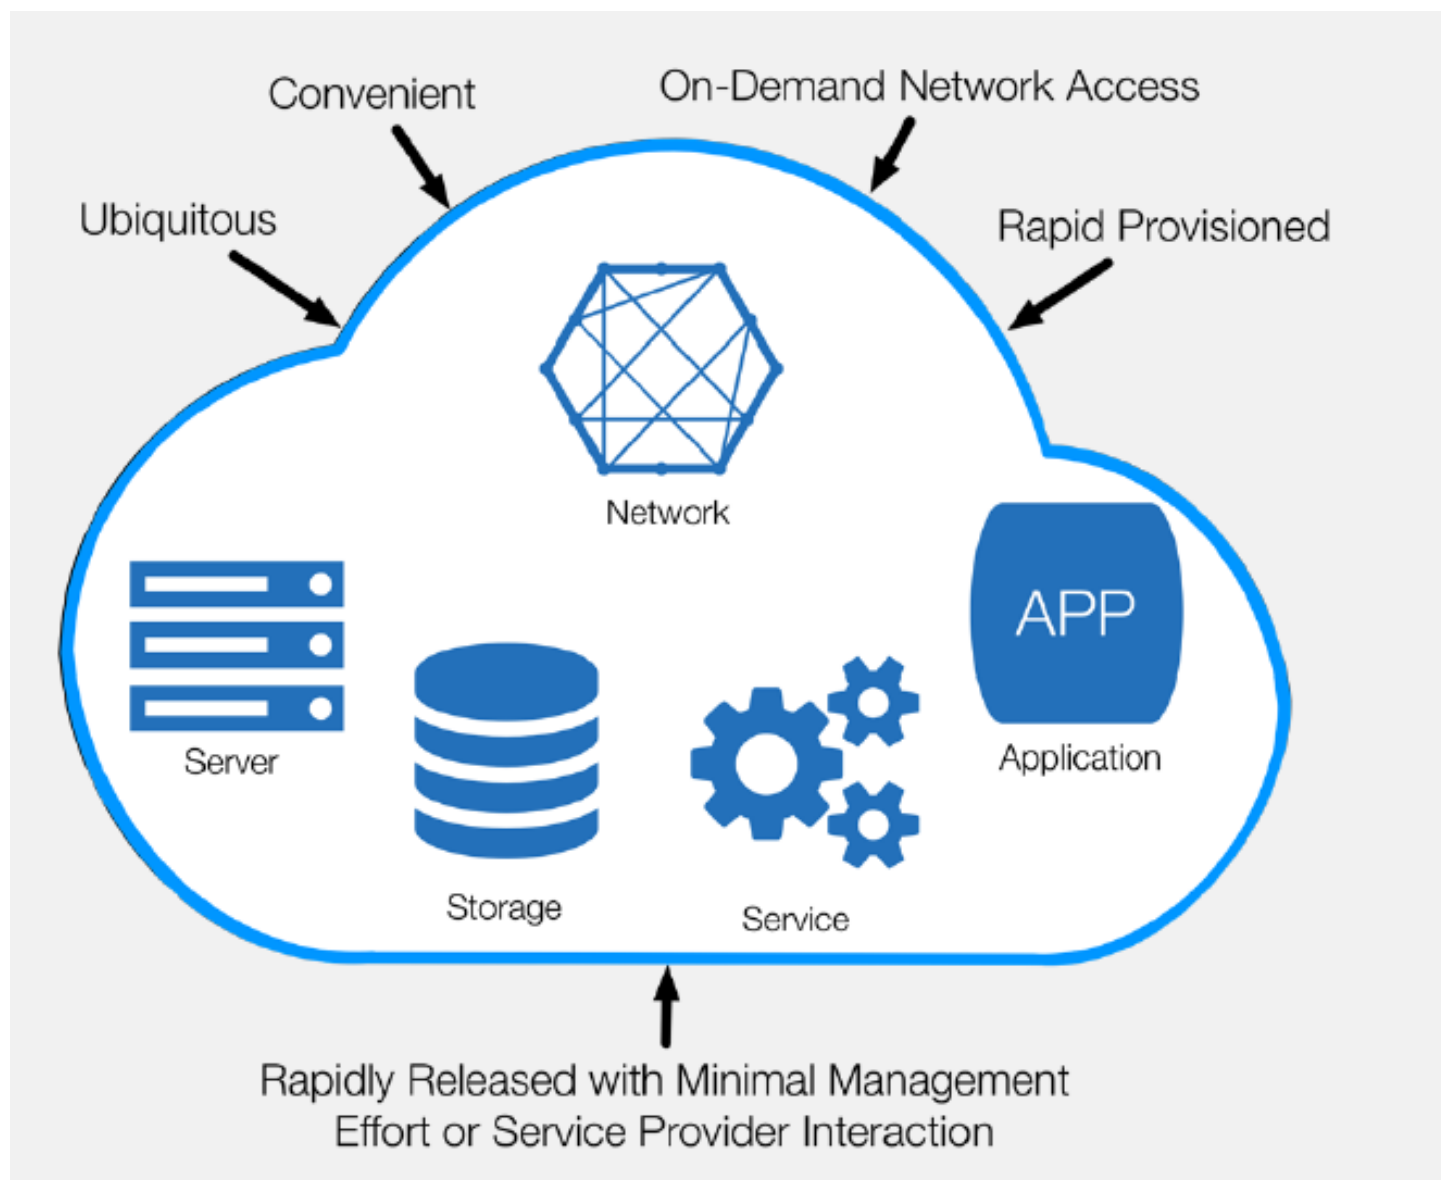 Convenient
On-Demand Network Access
Ubiquitous
Rapid Provisioned
Network
APP
Server
Application
Storage
Service
Rapidly Released with Minimal Management
Effort or Service Provider Interaction